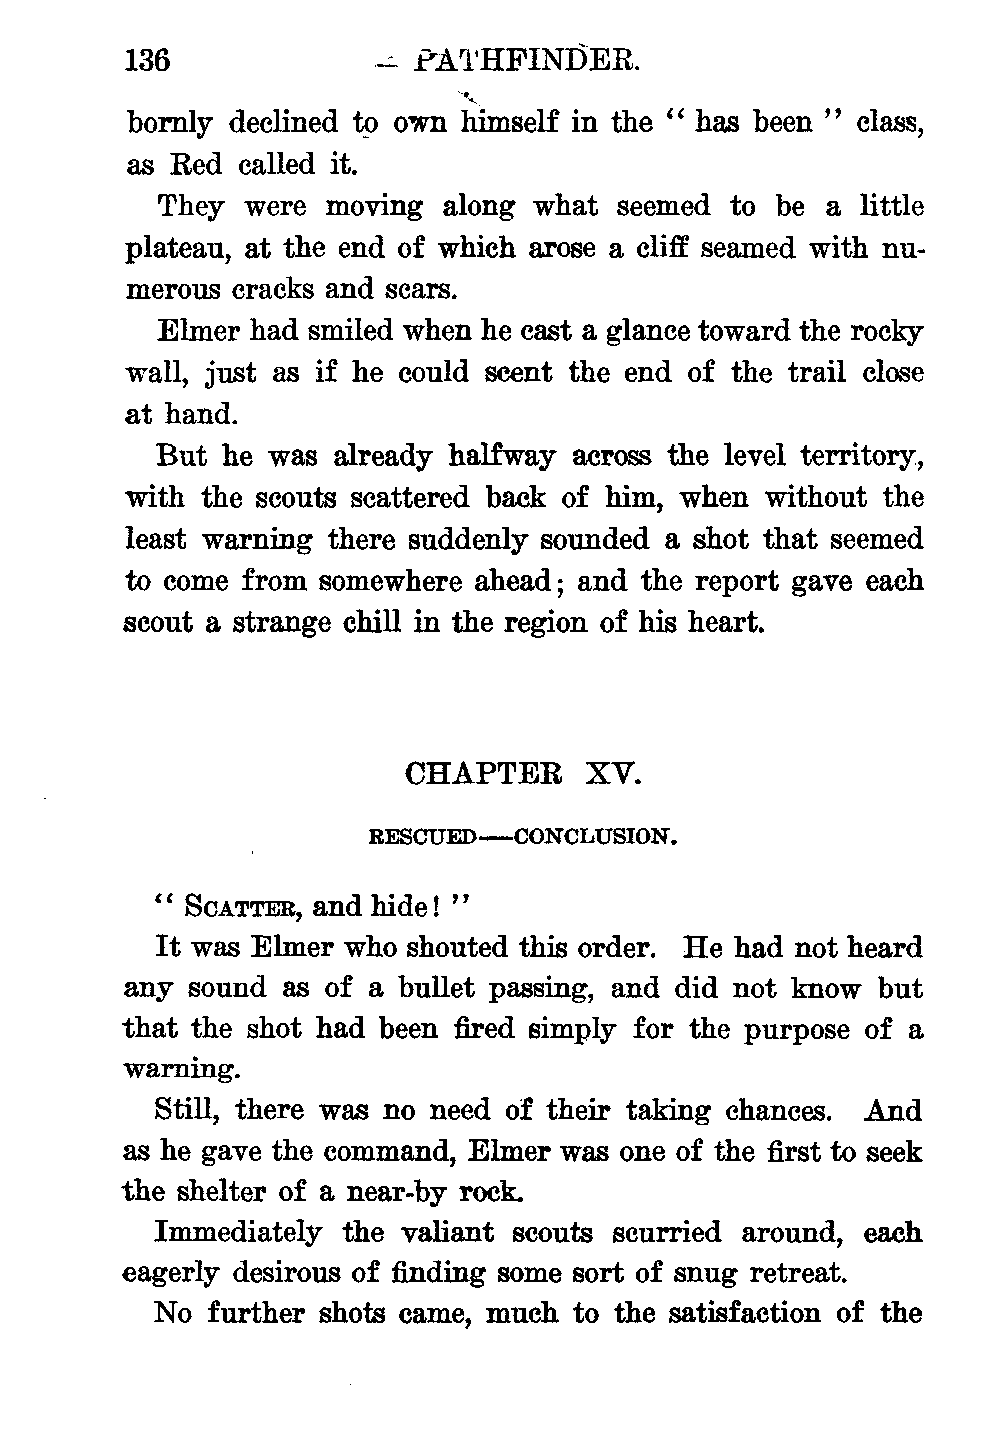 136 PATHFINDER.
bornly declined to own himself in the “ has been ” class,
as Red called it.
They were moving along what seemed to be a little
plateau, at the end of which arose a cliff seamed with nu-
merous cracks and scars.
Elmer had smiled when he cast a glance toward the rocky
wall, just as if he could scent the end of the trail close
at hand.
But he was already halfway across the level territory,
with the scouts scattered back of him, when without the
least warning there suddenly sounded a shot that seemed
to come from somewhere ahead; and the report gave each
scout a strange chill in the region of his heart.
CHAPTER XV.
RESCUED—CONCLUSION.
“ SCATTER, and hide! ”
It was Elmer who shouted this order. He had not heard
any sound as of a bullet passing, and did not know but
that the shot had been fired simply for the purpose of a
warning.
Still, there was no need of their taking chances. And
as he gave the command, Elmer was one of the first to seek
the shelter of a near-by rock.
Immediately the valiant scouts scurried around, each
eagerly desirous of finding some sort of snug retreat.
No further shots came, much to the satisfaction of the